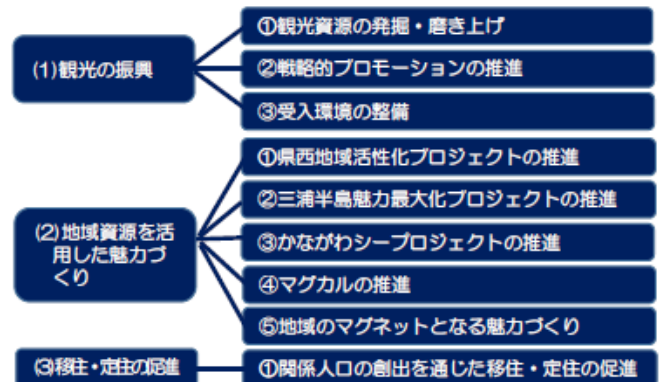 (1)観光の振興
①観光資源の発掘・磨き上げ
②戦略的プロモーションの推進
③受入環境の整備
(2)地域資源を活
用した魅力づ
くり
①県西地域活性化プロジェクトの推進
②三浦半島魅力最大化プロジェクトの推進
③かながわシープロジェクトの推進
④マグカルの推進
⑤地域のマグネットとなる魅力づくり
(3)移住・定住の促進
①関係人口の創出を通じた移住・定住の促進